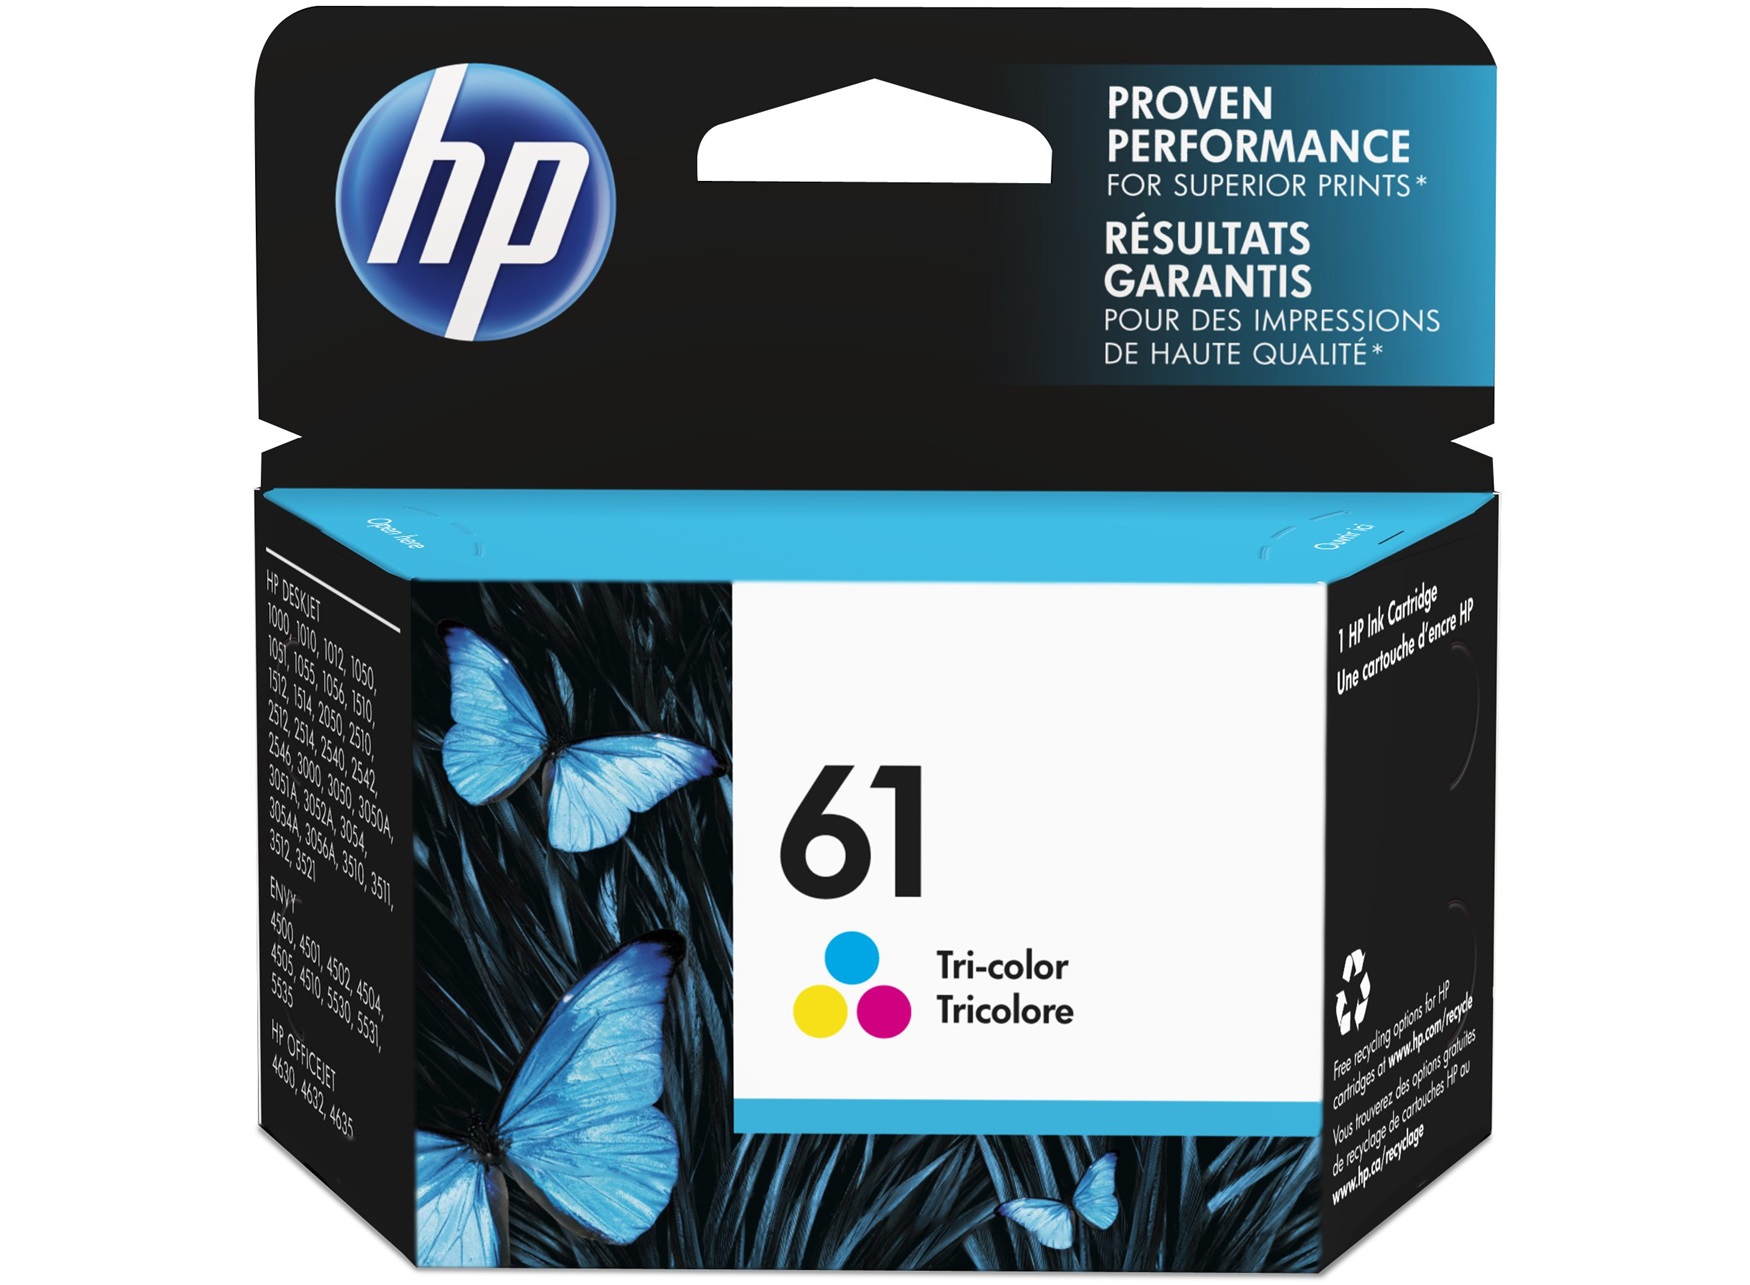 hp
PROVEN
PERFORMANCE
FOR SUPERIOR PRINTS*
RÉSULTATS
GARANTIS
POUR DES IMPRESSIONS
DE HAUTE QUALITÉ*
Open here
Ouvrir ici
HP DESKJET
1000, 1010, 1012, 1050,
1051, 1055, 1056, 1510,
1512, 1514, 2050, 2510,
2512, 2514, 2540, 2542,
2546, 3000, 3050, 3050A,
3051A, 3052A, 3054,
3054A, 3056A, 3510, 3511,
3512, 3521
ENVY
4500, 4501, 4502, 4504,
4505, 4510, 5530, 5531,
5535
HP OFFICEJET
4630, 4632, 4635
61
Tri-color
Tricolore
1 HP Ink Cartridge
Une cartouche d'encre HP
Free recycling options for HP
cartridges at www.hp.com/recycle
Vous trouverez des options gratuites
de recyclage de cartouches HP au
www.hp.ca/recyclage